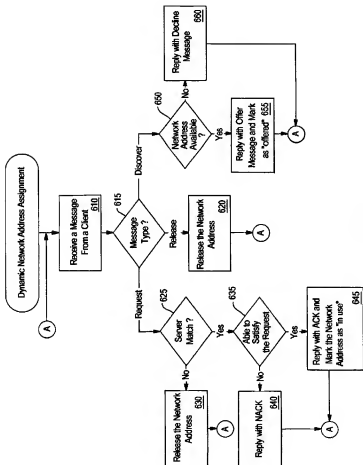 Dynamic Network Address Assignment
A
Receive a Message
From a Client 610
615
Message
Type ?
Request
Release
Discover
625
Server
Match ?
No
Yes
Release the Network
Address 630
A
635
Able to
Satisfy
the Request
?
No
Yes
Reply with NACK
640
Reply with ACK and
Mark the Network
Address as "in use" 645
A
Release the Network
Address 620
A
650
Network
Address
Available
?
No
Yes
Reply with Decline
Message 660
Reply with Offer
Message and Mark
as "offered" 655
A